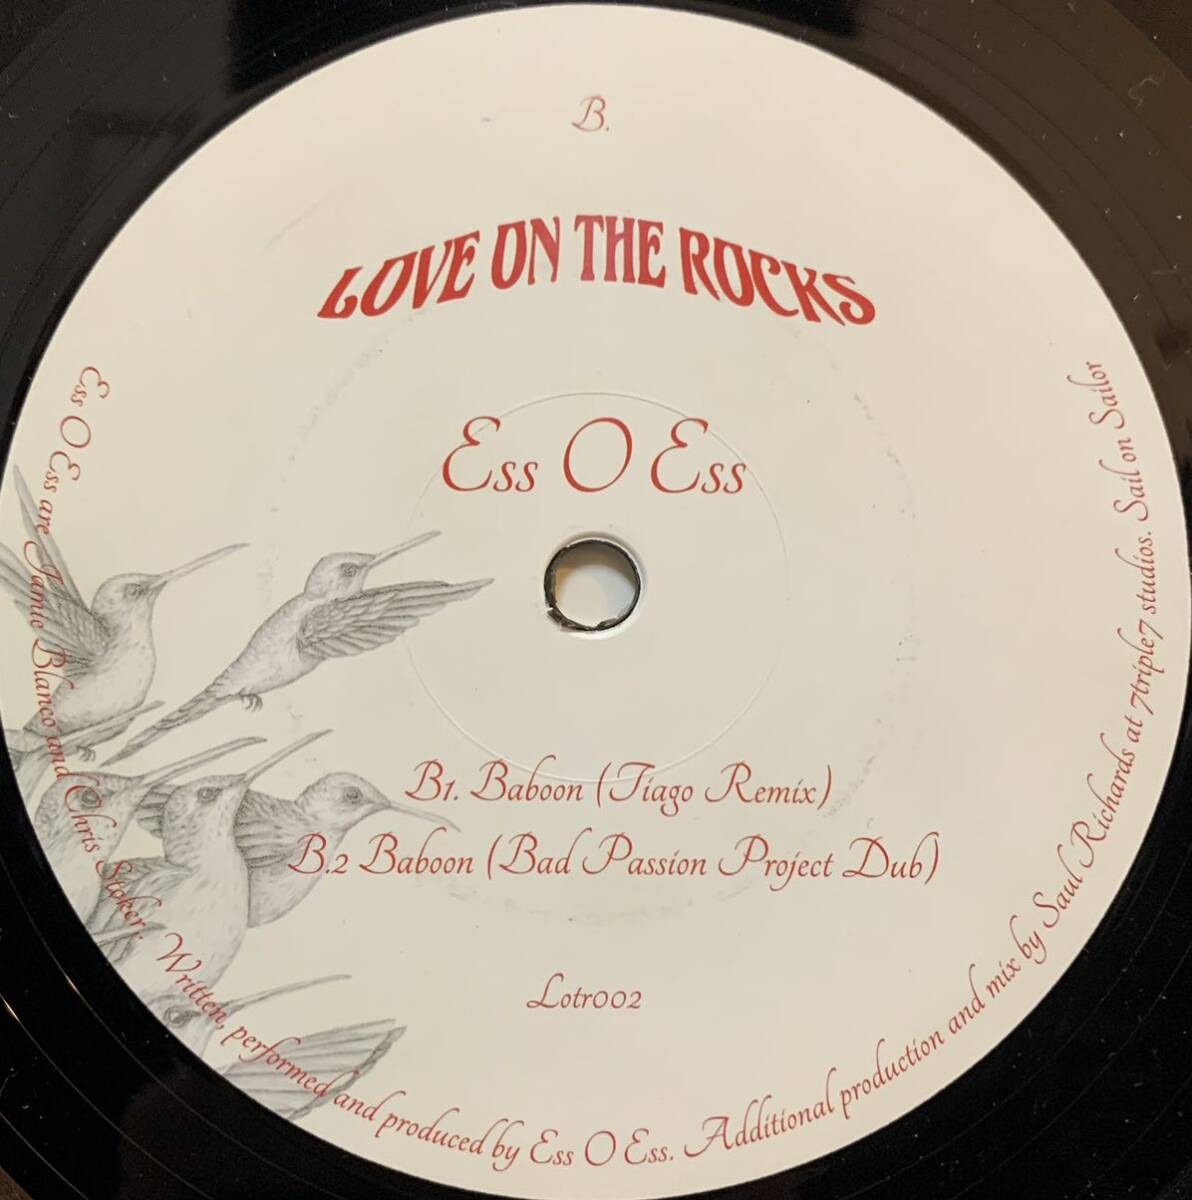 B.
LOVE ON THE ROCKS
Ess O Ess
B1. Baboon (Tiago Remix)
B.2 Baboon (Bad Passion Project Dub)
Lotr002
Ess O Ess are Jamie Blanco and Chris Stoker. Written, performed and produced by Ess O Ess. Additional production and mix by Saul Richards at 7triple7 studios. Sail on Sailor